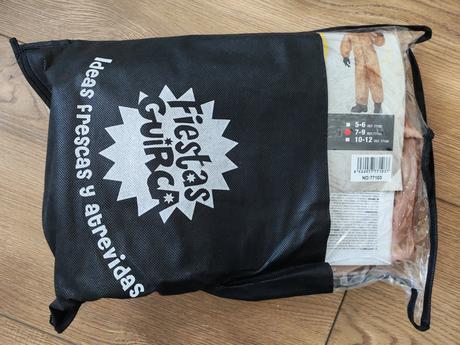 Fiestas
GUiRCA
Ideas frescas y atrevidas
5-6
7-9
10-12
NO:77103